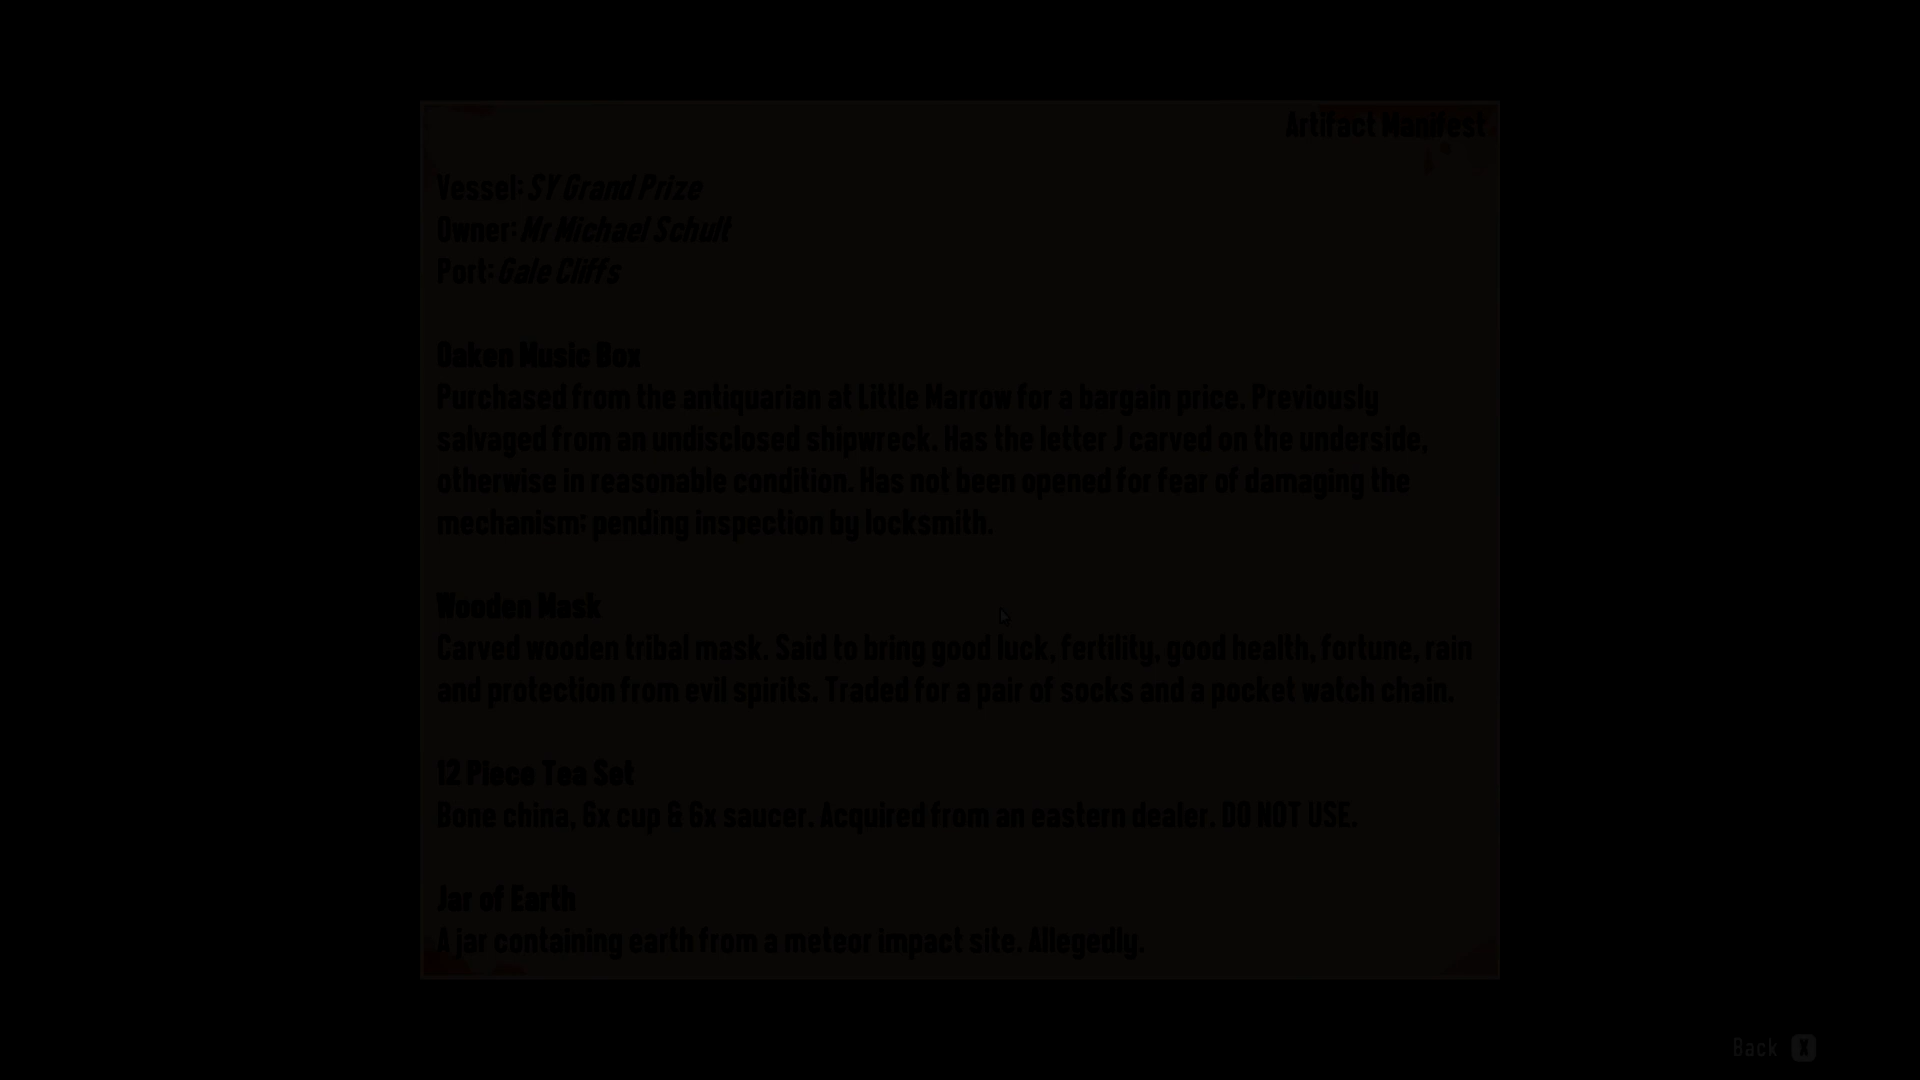 Artifact Manifest
Vessel: SY Grand Prize
Owner: Mr Michael Schult
Port: Gale Cliffs
Oaken Music Box
Purchased from the antiquarian at Little Marrow for a bargain price. Previously
salvaged from an undisclosed shipwreck. Has the letter J carved on the underside,
otherwise in reasonable condition. Has not been opened for fear of damaging the
mechanism: pending inspection by locksmith.
Wooden Mask
Carved wooden tribal mask. Said to bring good luck, fertility, good health, fortune, rain
and protection from evil spirits. Traded for a pair of socks and a pocket watch chain.
12 Piece Tea Set
Bone china, 6x cup & 6x saucer. Acquired from an eastern dealer. DO NOT USE.
Jar of Earth
A jar containing earth from a meteor impact site. Allegedly.
Back X